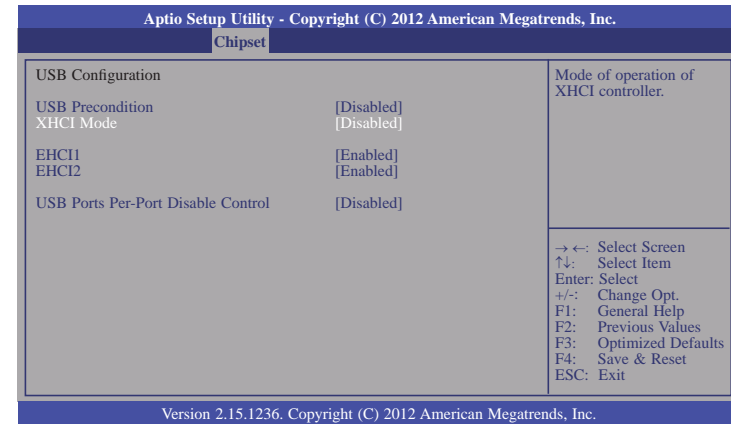 Aptio Setup Utility - Copyright (C) 2012 American Megatrends, Inc.
Chipset
USB Configuration
USB Precondition [Disabled]
XHCI Mode [Disabled]
EHCI1 [Enabled]
EHCI2 [Enabled]
USB Ports Per-Port Disable Control [Disabled]
Mode of operation of
XHCI controller.
→ ←: Select Screen
↑↓: Select Item
Enter: Select
+/-: Change Opt.
F1: General Help
F2: Previous Values
F3: Optimized Defaults
F4: Save & Reset
ESC: Exit
Version 2.15.1236. Copyright (C) 2012 American Megatrends, Inc.